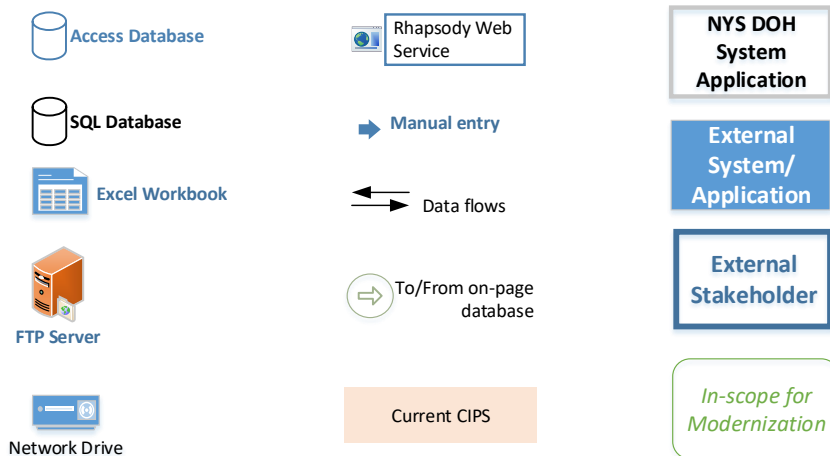 Access Database
Rhapsody Web
Service
NYS DOH
System
Application
SQL Database
Manual entry
External
System/
Application
Excel Workbook
Data flows
External
Stakeholder
To/From on-page
database
FTP Server
Current CIPS
In-scope for
Modernization
Network Drive